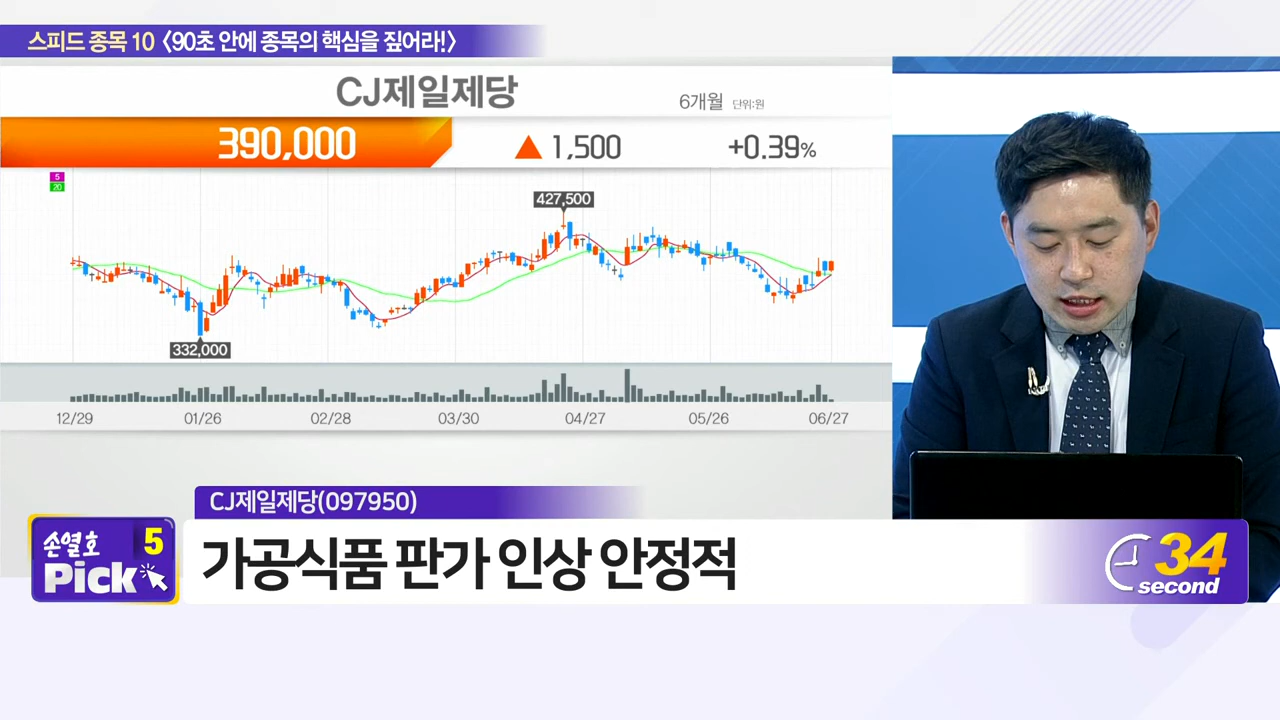 스피드 종목 10 〈90초 안에 종목의 핵심을 짚어라!〉
CJ제일제당
6개월 단위:원
390,000 ▲ 1,500 +0.39%
5
20
427,500
332,000
12/29 01/26 02/28 03/30 04/27 05/26 06/27
CJ제일제당(097950)
손열호 5
Pick
가공식품 판가 인상 안정적
34
second